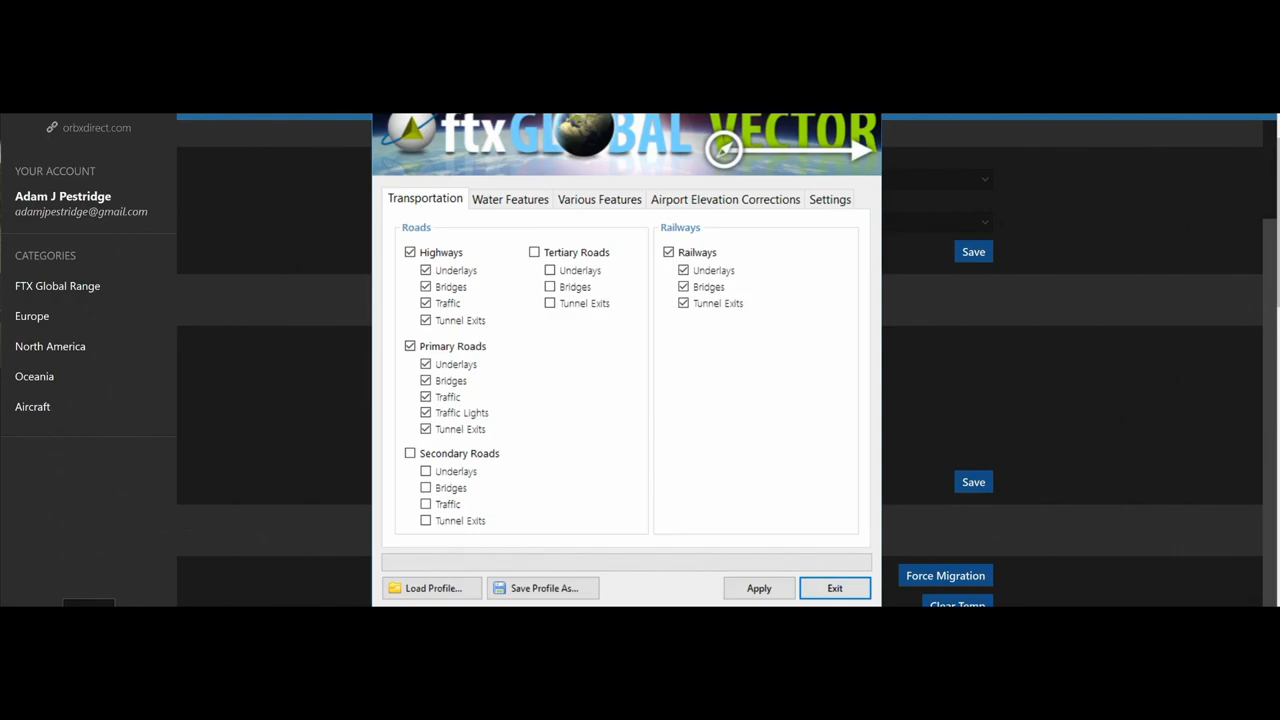 ftx GLOBAL VECTOR
orbxdirect.com
YOUR ACCOUNT
Adam J Pestridge
adamjpestridge@gmail.com
CATEGORIES
FTX Global Range
Europe
North America
Oceania
Aircraft
Transportation
Water Features
Various Features
Airport Elevation Corrections
Settings
Roads
Highways
Underlays
Bridges
Traffic
Tunnel Exits
Primary Roads
Underlays
Bridges
Traffic
Traffic Lights
Tunnel Exits
Secondary Roads
Underlays
Bridges
Traffic
Tunnel Exits
Tertiary Roads
Underlays
Bridges
Tunnel Exits
Railways
Railways
Underlays
Bridges
Tunnel Exits
Load Profile...
Save Profile As...
Apply
Exit
Save
Save
Force Migration
Clear Temp